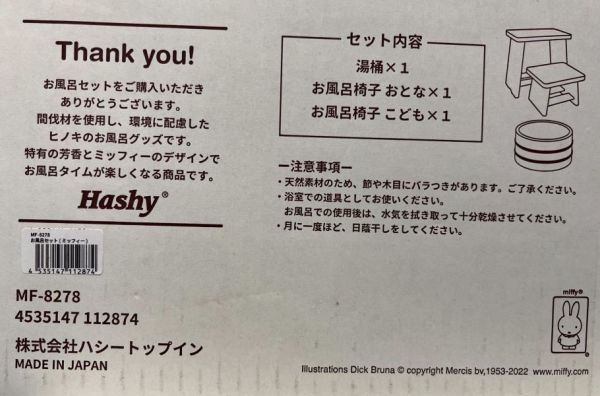 Thank you!
お風呂セットをご購入いただき
ありがとうございます。
間伐材を使用し、環境に配慮した
ヒノキのお風呂グッズです。
特有の芳香とミッフィーのデザインで
お風呂タイムが楽しくなる商品です。
Hashy®
MF-8278
お風呂セット(ミッフィー)
4 535147 112874
MF-8278
4535147 112874
株式会社ハシートップイン
MADE IN JAPAN
セット内容
湯桶×1
お風呂椅子 おとな×1
お風呂椅子 こども×1
ー注意事項ー
・天然素材のため、節や木目にバラつきがあります。ご了承ください。
・浴室での道具としてお使いください。
お風呂での使用後は、水気を拭き取って十分乾燥させてください。
・月に一度ほど、日蔭干しをしてください。
miffy®
Illustrations Dick Bruna © copyright Mercis bv,1953-2022 www.miffy.com